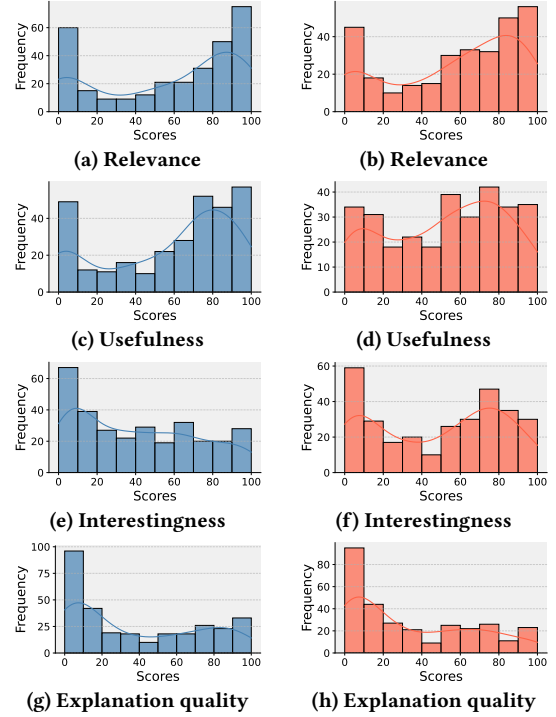 Frequency
60
40
20
0
0 20 40 60 80 100
Scores
(a) Relevance
Frequency
40
20
0
0 20 40 60 80 100
Scores
(b) Relevance
Frequency
40
20
0
0 20 40 60 80 100
Scores
(c) Usefulness
Frequency
40
30
20
10
0
0 20 40 60 80 100
Scores
(d) Usefulness
Frequency
60
40
20
0
0 20 40 60 80 100
Scores
(e) Interestingness
Frequency
60
40
20
0
0 20 40 60 80 100
Scores
(f) Interestingness
Frequency
100
75
50
25
0
0 20 40 60 80 100
Scores
(g) Explanation quality
Frequency
80
60
40
20
0
0 20 40 60 80 100
Scores
(h) Explanation quality